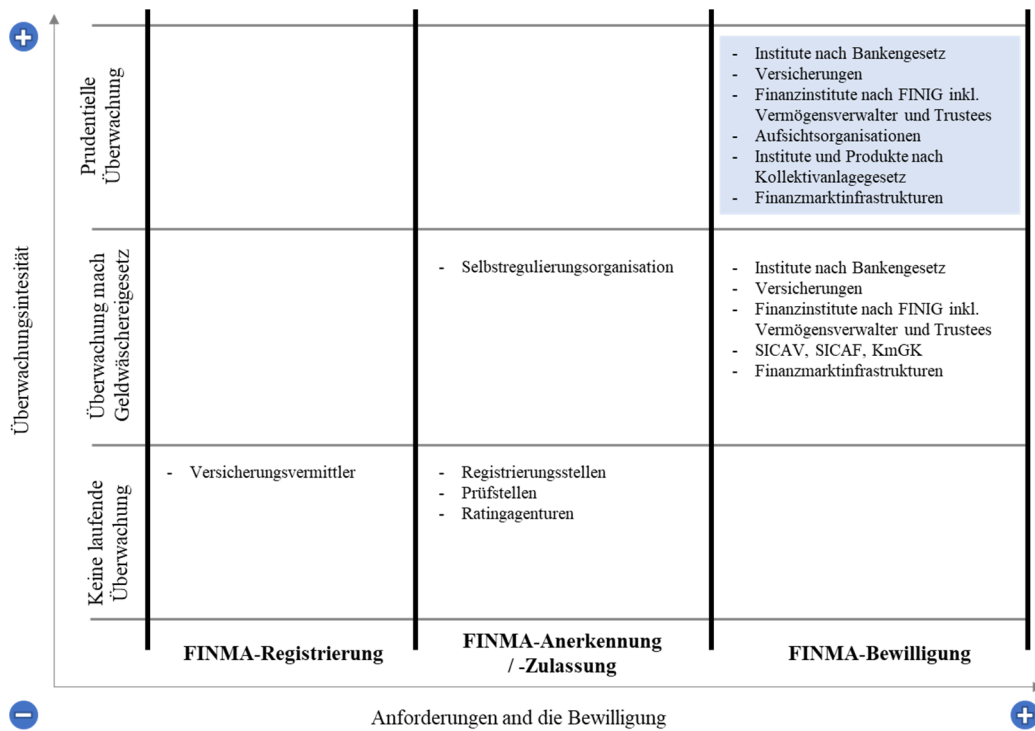 Überwachungsintesität
Prudentielle
Überwachung
- Institute nach Bankengesetz
- Versicherungen
- Finanzinstitute nach FINIG inkl.
Vermögensverwalter und Trustees
- Aufsichtsorganisationen
- Institute und Produkte nach
Kollektivanlagegesetz
- Finanzmarktinfrastrukturen
Überwachung mach
Geldwäschereigesetz
- Selbstregulierungsorganisation
- Institute nach Bankengesetz
- Versicherungen
- Finanzinstitute nach FINIG inkl.
Vermögensverwalter und Trustees
- SICAV, SICAF, KmGK
- Finanzmarktinfrastrukturen
Keine laufende
Überwachung
- Versicherungsvermittler
- Registrierungsstellen
- Prüfstellen
- Ratingagenturen
FINMA-Registrierung
FINMA-Anerkennung
/ -Zulassung
FINMA-Bewilligung
Anforderungen and die Bewilligung